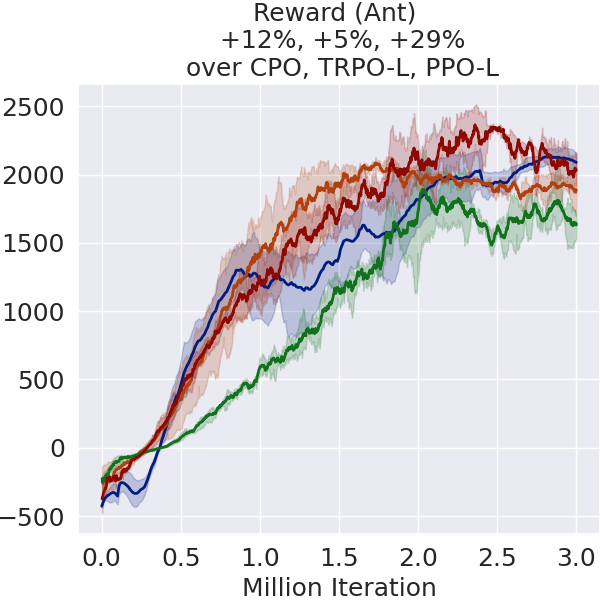 Reward (Ant)
+12%, +5%, +29%
over CPO, TRPO-L, PPO-L
2500
2000
1500
1000
500
0
−500
0.0 0.5 1.0 1.5 2.0 2.5 3.0
Million Iteration